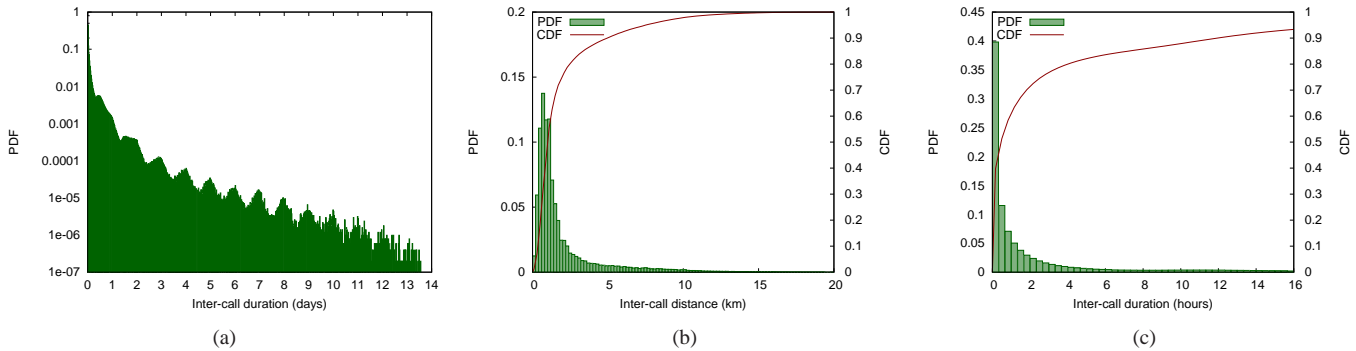 1
0.1
0.01
0.001
0.0001
1e-05
1e-06
1e-07
PDF
0 1 2 3 4 5 6 7 8 9 10 11 12 13 14
Inter-call duration (days)
(a)
PDF
CDF
0.2
0.15
0.1
0.05
0
PDF
1
0.9
0.8
0.7
0.6
0.5
0.4
0.3
0.2
0.1
0
CDF
0 5 10 15 20
Inter-call distance (km)
(b)
PDF
CDF
0.45
0.4
0.35
0.3
0.25
0.2
0.15
0.1
0.05
0
PDF
1
0.9
0.8
0.7
0.6
0.5
0.4
0.3
0.2
0.1
0
CDF
0 2 4 6 8 10 12 14 16
Inter-call duration (hours)
(c)